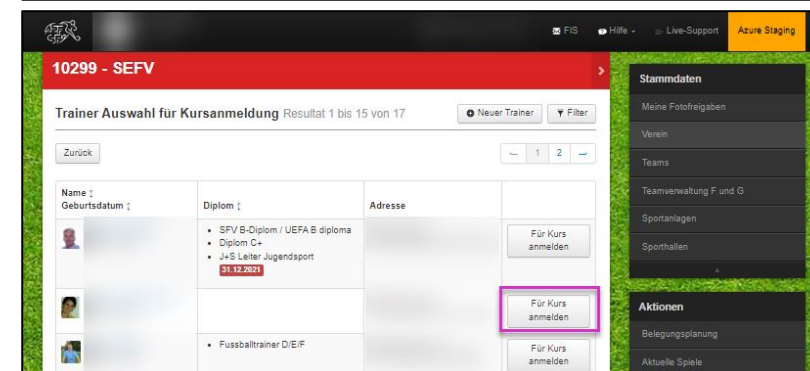 FIS Hilfe Live-Support Azure Staging
10299 - SEFV
Trainer Auswahl für Kursanmeldung Resultat 1 bis 15 von 17
Neuer Trainer Filter
Zurück
1 2
Name
Geburtsdatum
Diplom
Adresse
SFV B-Diplom / UEFA B diploma
Diplom C+
J+S Leiter Jugendsport
31.12.2021
Für Kurs
anmelden
Für Kurs
anmelden
Fussballtrainer D/E/F
Für Kurs
anmelden
Stammdaten
Meine Fotofreigaben
Verein
Teams
Teamverwaltung F und G
Sportanlagen
Sporthallen
Aktionen
Belegungsplanung
Aktuelle Spiele